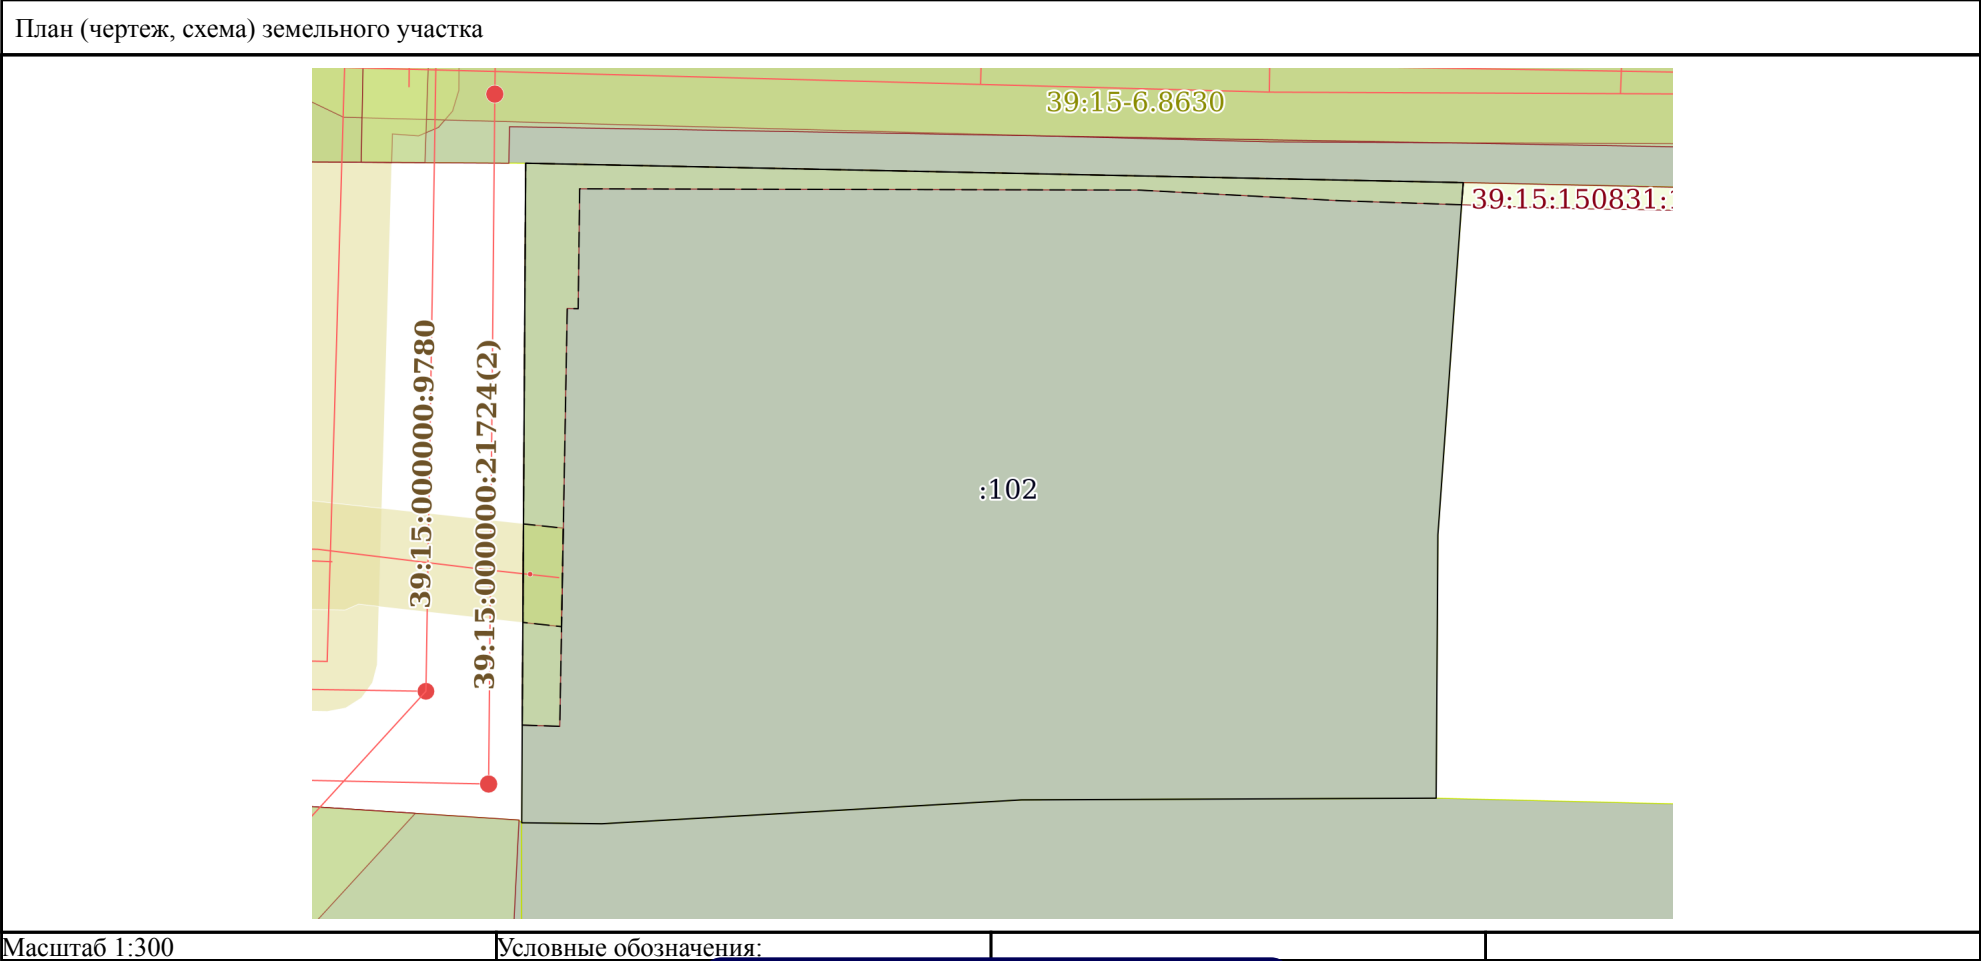 План (чертеж, схема) земельного участка
39:15-6.8630
39:15:150831:
39:15:000000:9780
39:15:000000:21724(2)
:102
Масштаб 1:300
Условные обозначения: